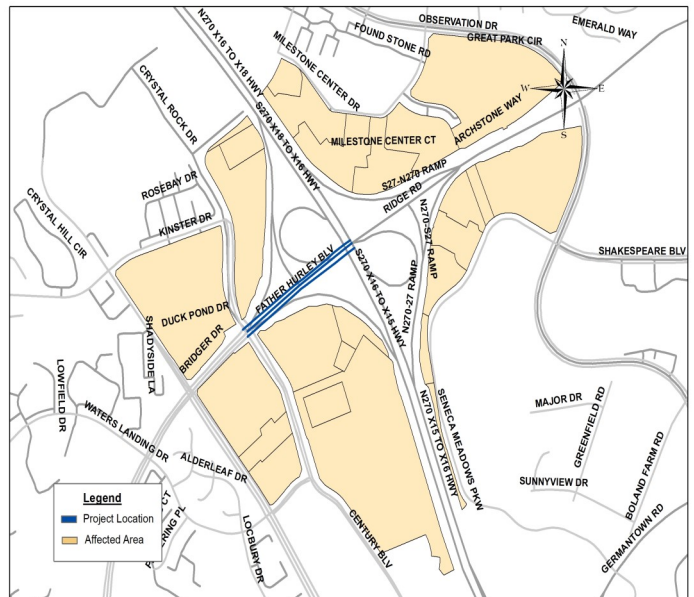 OBSERVATION DR
EMERALD WAY
N270 X16 TO X18 HWY
FOUND STONE RD
GREAT PARK CIR
MILESTONE CENTER DR
N
W
E
S
CRYSTAL ROCK DR
S270 X18 TO X16 HWY
MILESTONE CENTER CT
ARCHSTONE WAY
S27-N270 RAMP
RIDGE RD
ROSEBAY DR
CRYSTAL HILL CIR
KINSTER DR
N270-S27 RAMP
SHAKESPEARE BLV
FATHER HURLEY BLV
S270 X16 TO X15 HWY
N270-27 RAMP
DUCK POND DR
BRIDGER DR
SHADYSIDE LA
LOWFIELD DR
WATERS LANDING DR
ALDERLEAF DR
N270 X15 TO X16 HWY
SENECA MEADOWS PKW
MAJOR DR
GREENFIELD RD
SUNNYVIEW DR
BOLAND FARM RD
GERMANTOWN RD
LOCBURY DR
CENTURY BLV
CT
PL
Legend
Project Location
Affected Area